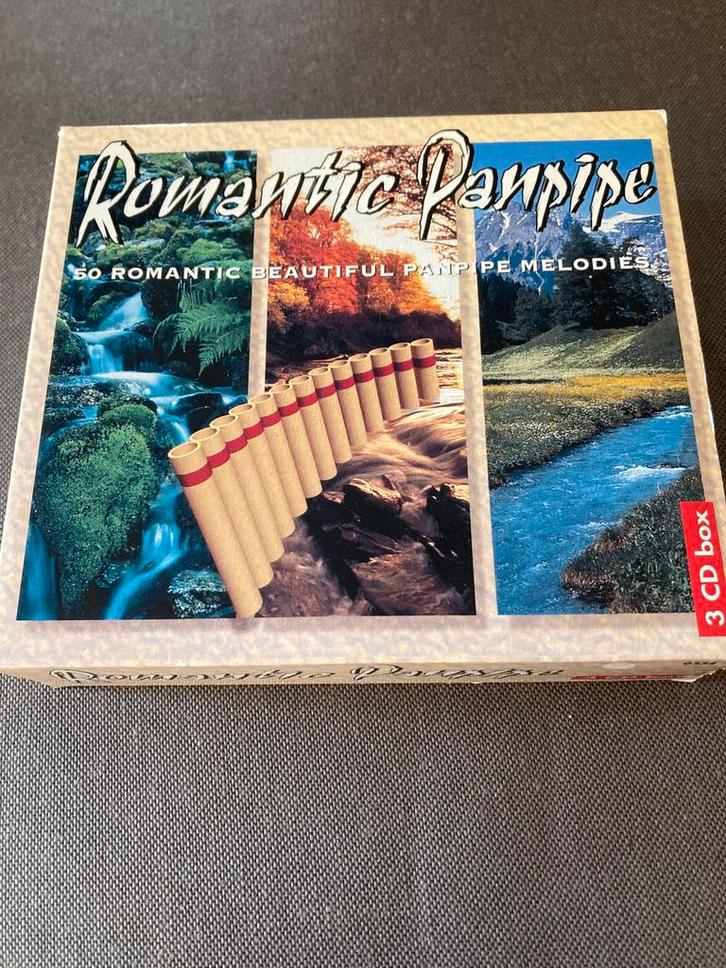 Romantic Panpipe
50 ROMANTIC BEAUTIFUL PANPIPE MELODIES
3 CD box
Romantic Panpipe